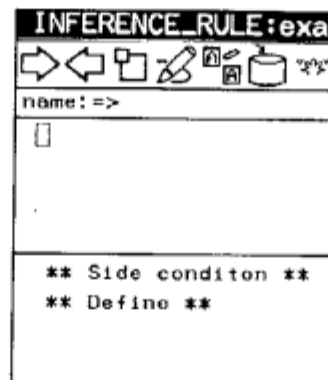 INFERENCE_RULE:exa
name:=>
** Side conditon **
** Define **